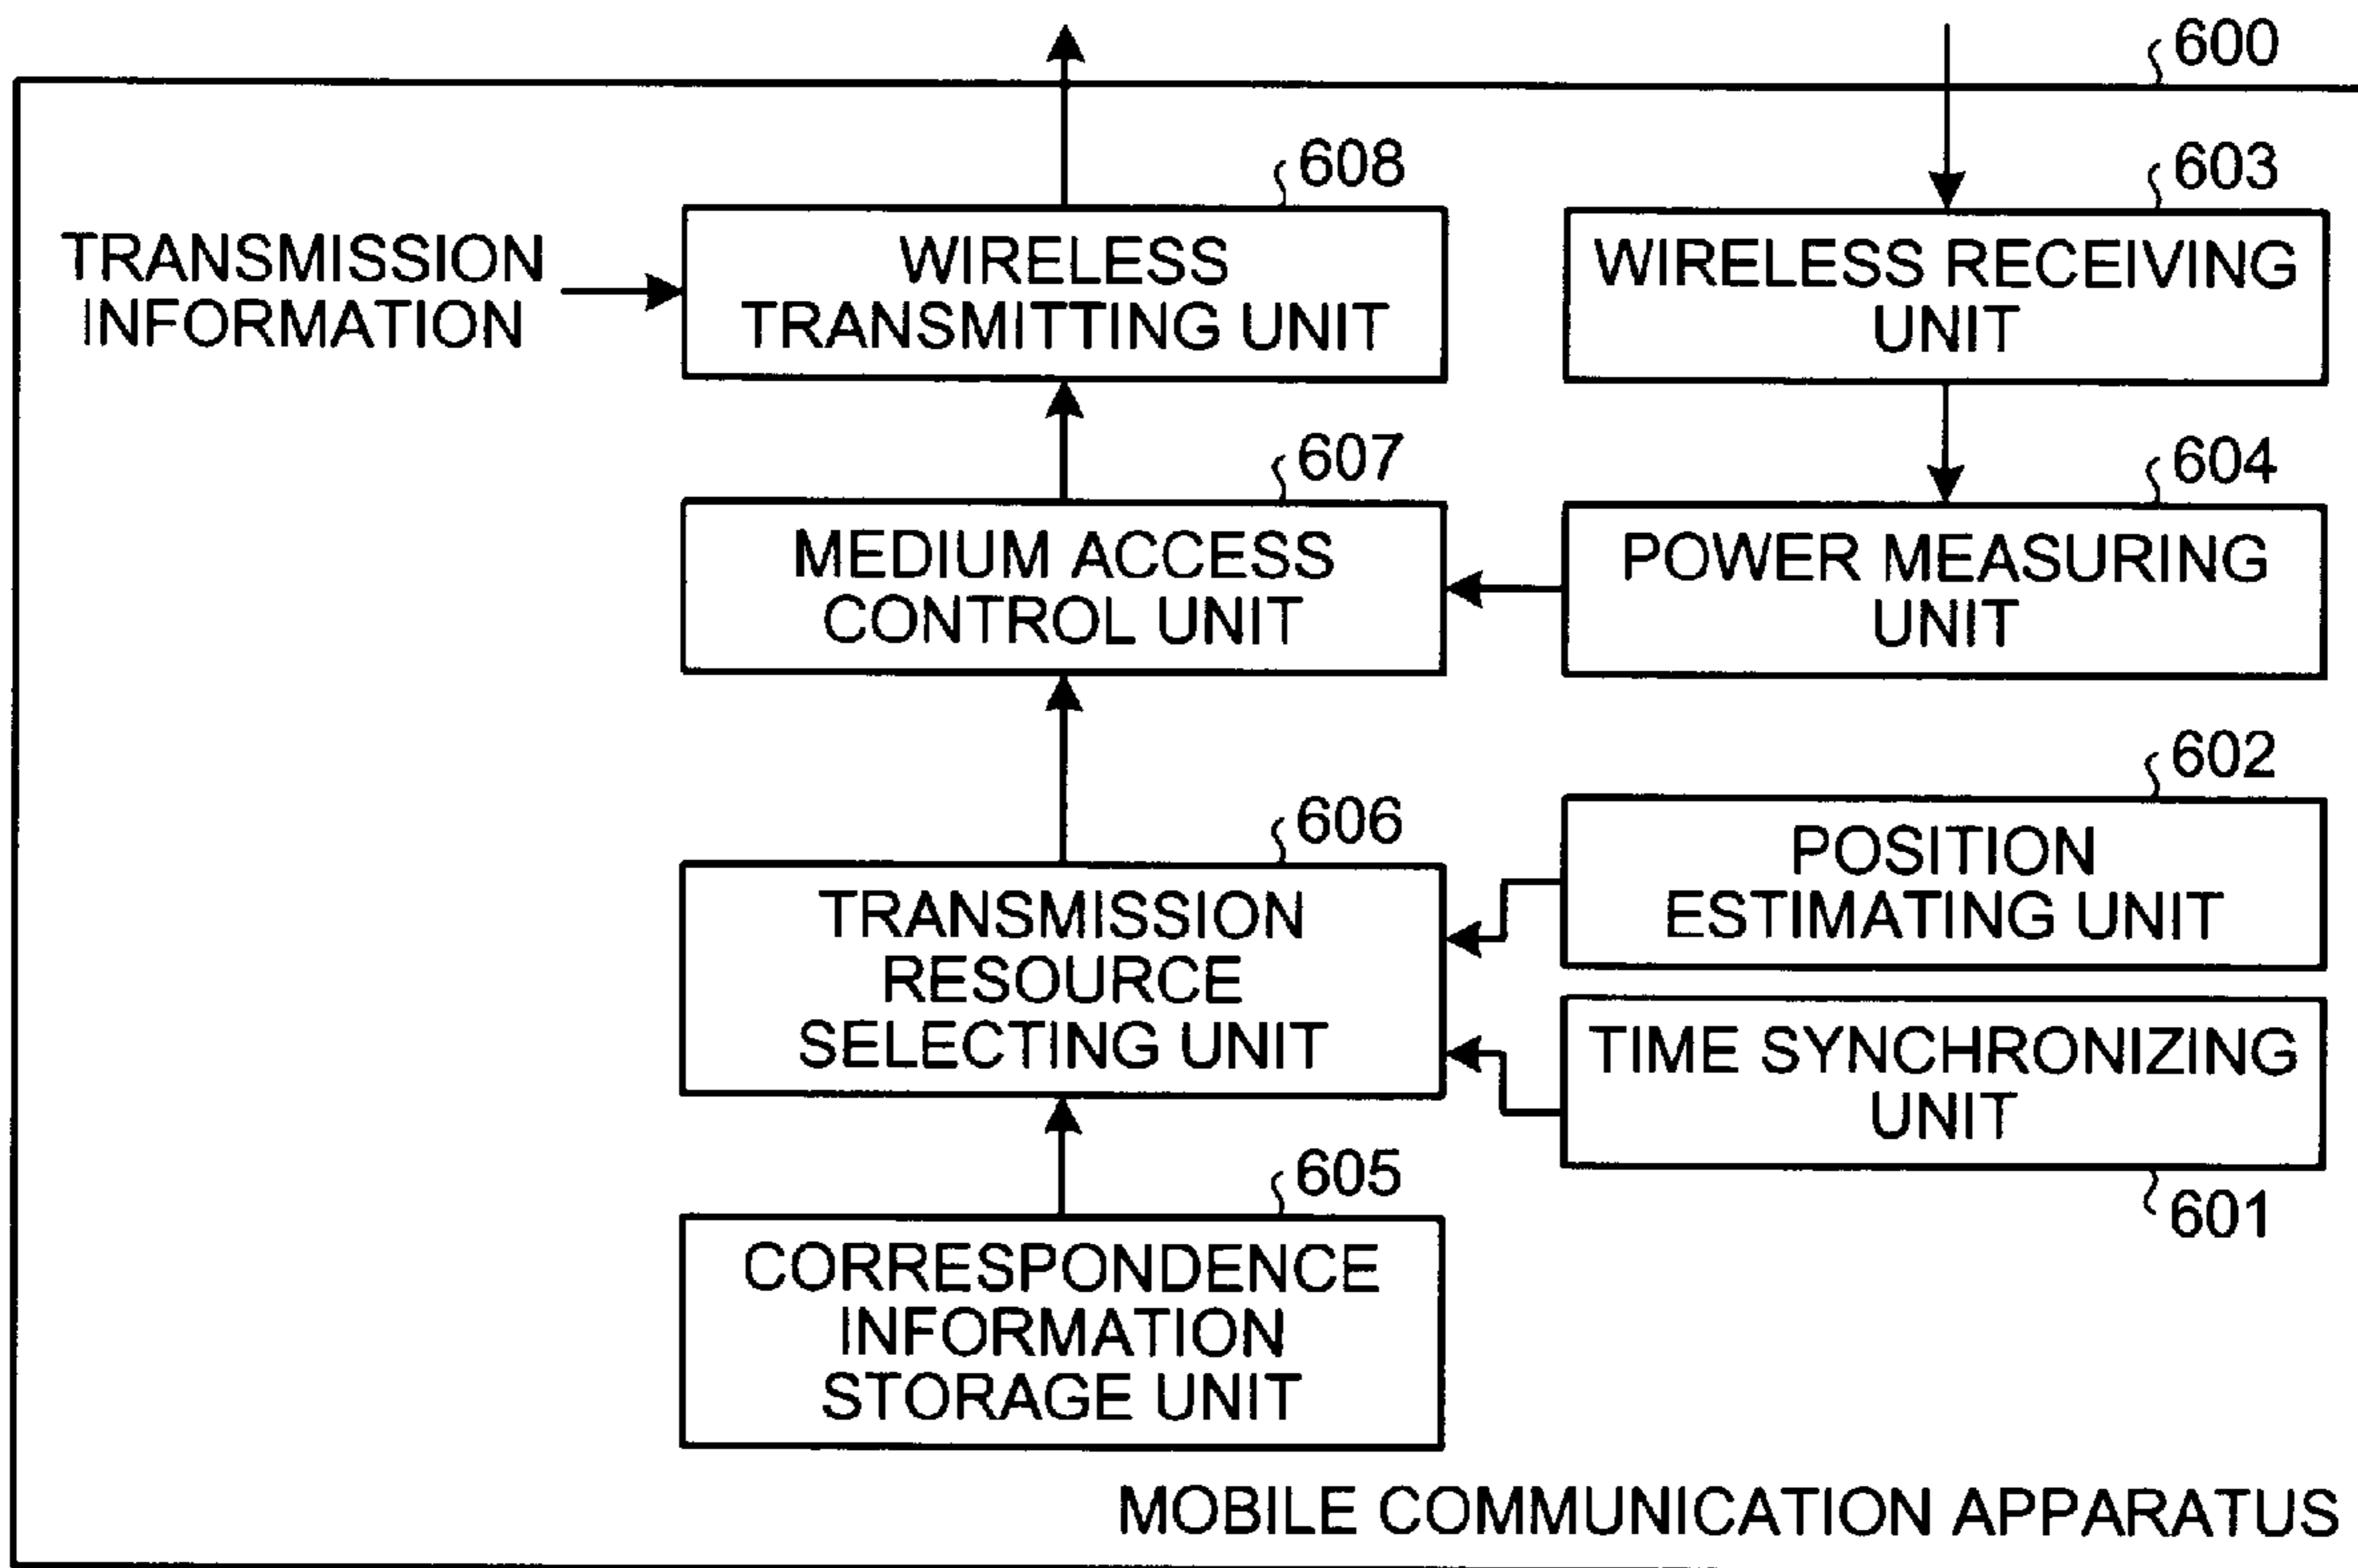 600
608
603
TRANSMISSION
INFORMATION
WIRELESS
TRANSMITTING UNIT
WIRELESS RECEIVING
UNIT
607
604
MEDIUM ACCESS
CONTROL UNIT
POWER MEASURING
UNIT
602
606
POSITION
ESTIMATING UNIT
TRANSMISSION
RESOURCE
SELECTING UNIT
TIME SYNCHRONIZING
UNIT
601
605
CORRESPONDENCE
INFORMATION
STORAGE UNIT
MOBILE COMMUNICATION APPARATUS